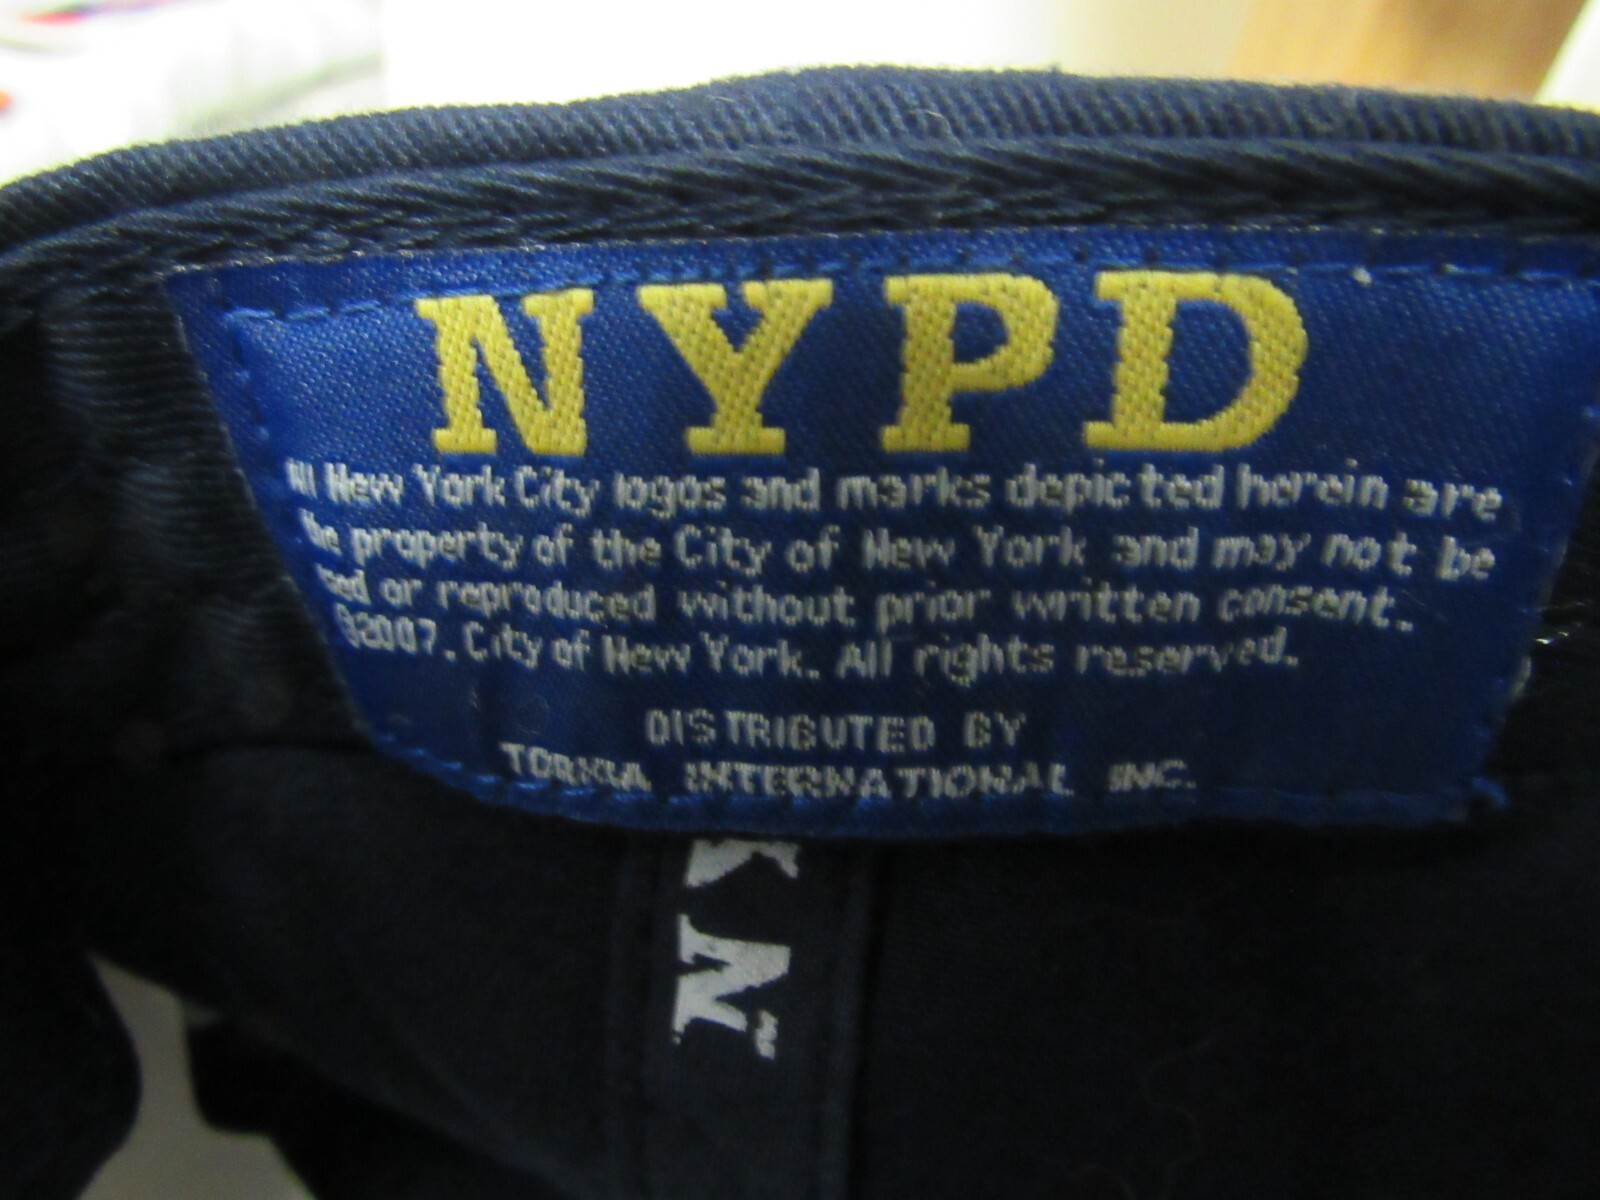 NYPD
All New York City logos and marks depicted herein are
the property of the City of New York and may not be
used or reproduced without prior written consent.
©2007. City of New York. All rights reserved.
DISTRIBUTED BY
TORKIA INTERNATIONAL INC.
KN™